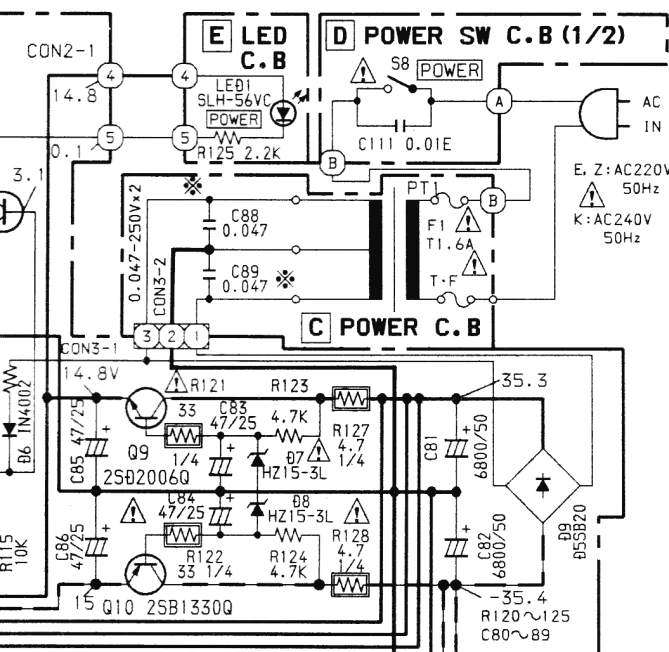 E LED
C.B
D POWER SW C.B (1/2)
CON2-1
4
4
14.8
LED1
SLH-56VC
POWER
5
5
0.1
R125 2.2K
S8
POWER
A
AC
IN
C111 0.01E
B
E, Z:AC220V
50Hz
K:AC240V
50Hz
3.1
※
0.047-250V×2
CON3-2
C88
0.047
C89
0.047
※
PT1
B
F1
T1.6A
T·F
C POWER C.B
3
2
1
CON3-1
14.8V
R121
33
1/4
C83
47/25
R123
4.7K
R127
4.7
1/4
35.3
D6 1N4002
C85 47/25
Q9
2SD2006Q
D7
HZ15-3L
C81
6800/50
C84
47/25
D8
HZ15-3L
D9
D5SB20
R115
10K
C86
47/25
R122
33 1/4
R124
4.7K
R128
4.7
1/4
C82
6800/50
15
Q10 2SB1330Q
-35.4
R120~125
C80~89